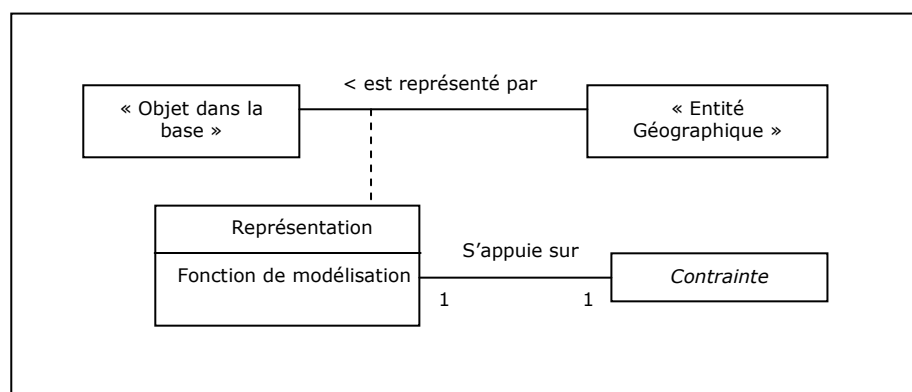 < est représenté par
« Objet dans la
base »
« Entité
Géographique »
Représentation
Fonction de modélisation
S’appuie sur
1
1
Contrainte